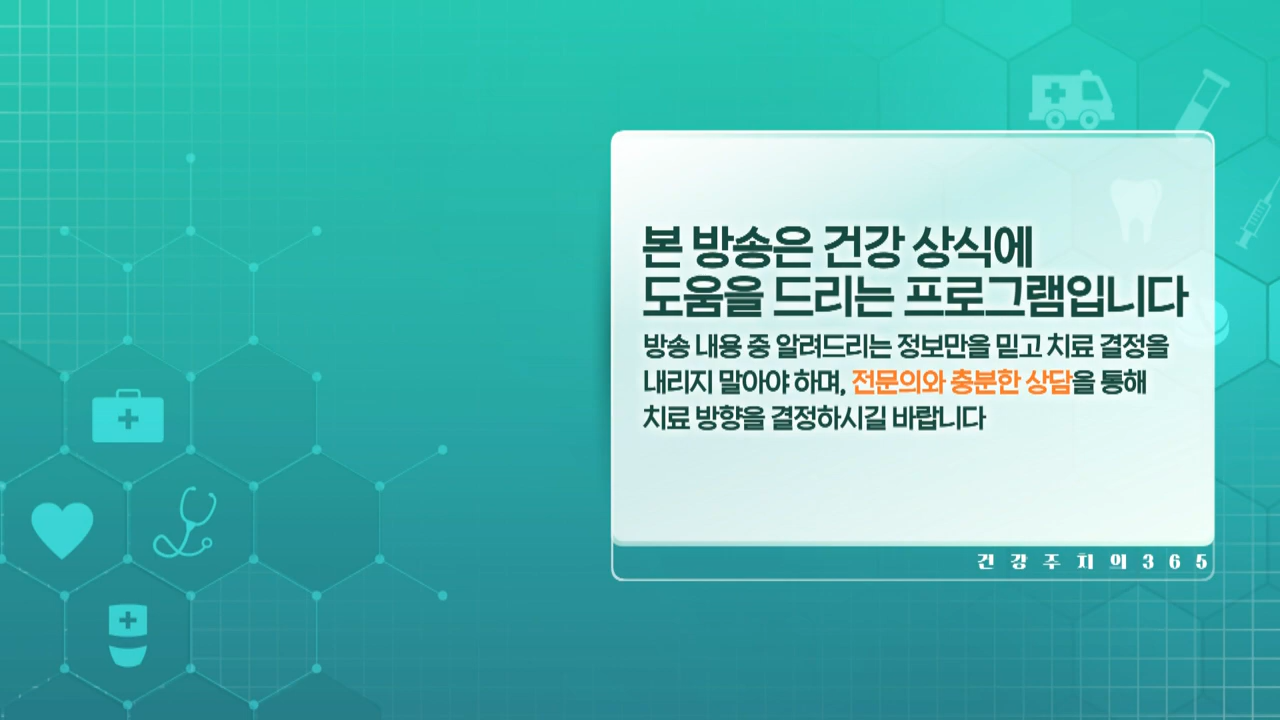 본 방송은 건강 상식에
도움을 드리는 프로그램입니다
방송 내용 중 알려드리는 정보만을 믿고 치료 결정을
내리지 말아야 하며, 전문의와 충분한 상담을 통해
치료 방향을 결정하시길 바랍니다
건강주치의365